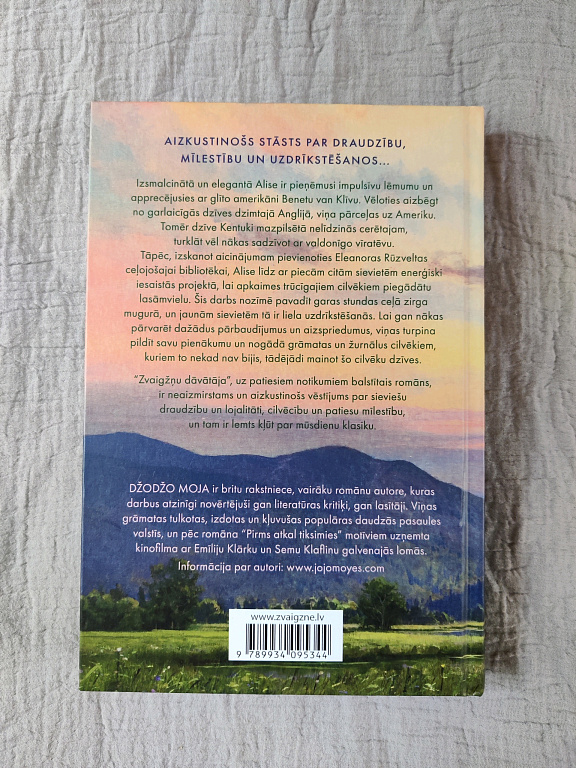 AIZKUSTINOŠS STĀSTS PAR DRAUDZĪBU,
MĪLESTĪBU UN UZDRĪKSTĒŠANOS...
Izsmalcinātā un elegantā Alise ir pieņēmusi impulsīvu lēmumu un
apprecējusies ar glīto amerikāni Benetu van Klīvu. Vēloties aizbēgt
no garlaicīgās dzīves dzimtajā Anglijā, viņa pārceļas uz Ameriku.
Tomēr dzīve Kentuki mazpilsētā nelīdzinās cerētajam,
turklāt vēl nākas sadzīvot ar valdonīgo vīratēvu.
Tāpēc, izskanot aicinājumam pievienoties Eleanoras Rūzveltas
ceļojošajai bibliotēkai, Alise līdz ar piecām citām sievietēm enerģiski
iesaistās projektā, lai apkaimes trūcīgajiem cilvēkiem piegādātu
lasāmvielu. Šis darbs nozīmē pavadīt garas stundas ceļā zirga
mugurā, un jaunām sievietēm tā ir liela uzdrīkstēšanās. Lai gan nākas
pārvarēt dažādus pārbaudījumus un aizspriedumus, viņas turpina
pildīt savu pienākumu un nogādā grāmatas un žurnālus cilvēkiem,
kuriem to nekad nav bijis, tādējādi mainot šo cilvēku dzīves.
"Zvaigžņu dāvātāja", uz patiesiem notikumiem balstītais romāns,
ir neaizmirstams un aizkustinošs vēstījums par sieviešu
draudzību un lojalitāti, cilvēcību un patiesu mīlestību,
un tam ir lemts kļūt par mūsdienu klasiku.
DŽODŽO MOJA ir britu rakstniece, vairāku romānu autore, kuras
darbus atzinīgi novērtējuši gan literatūras kritiķi, gan lasītāji. Viņas
grāmatas tulkotas, izdotas un kļuvušas populāras daudzās pasaules
valstīs, un pēc romāna "Pirms atkal tiksimies" motīviem uzņemta
kinofilma ar Emīliju Klārku un Semu Klaflinu galvenajās lomās.
Informācija par autori: www.jojomoyes.com
www.zvaigzne.lv
9 789934 095344